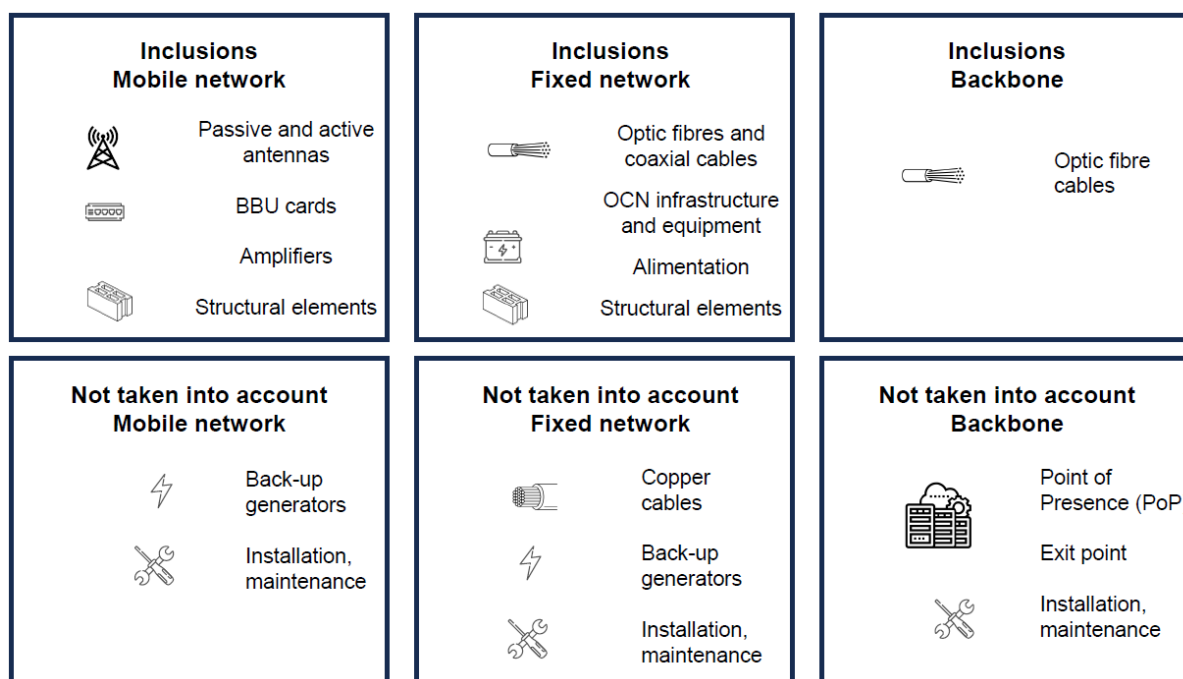 Inclusions
Mobile network
Passive and active
antennas
BBU cards
Amplifiers
Structural elements
Inclusions
Fixed network
Optic fibres and
coaxial cables
OCN infrastructure
and equipment
Alimentation
Structural elements
Inclusions
Backbone
Optic fibre
cables
Not taken into account
Mobile network
Back-up
generators
Installation,
maintenance
Not taken into account
Fixed network
Copper
cables
Back-up
generators
Installation,
maintenance
Not taken into account
Backbone
Point of
Presence (PoP
Exit point
Installation,
maintenance